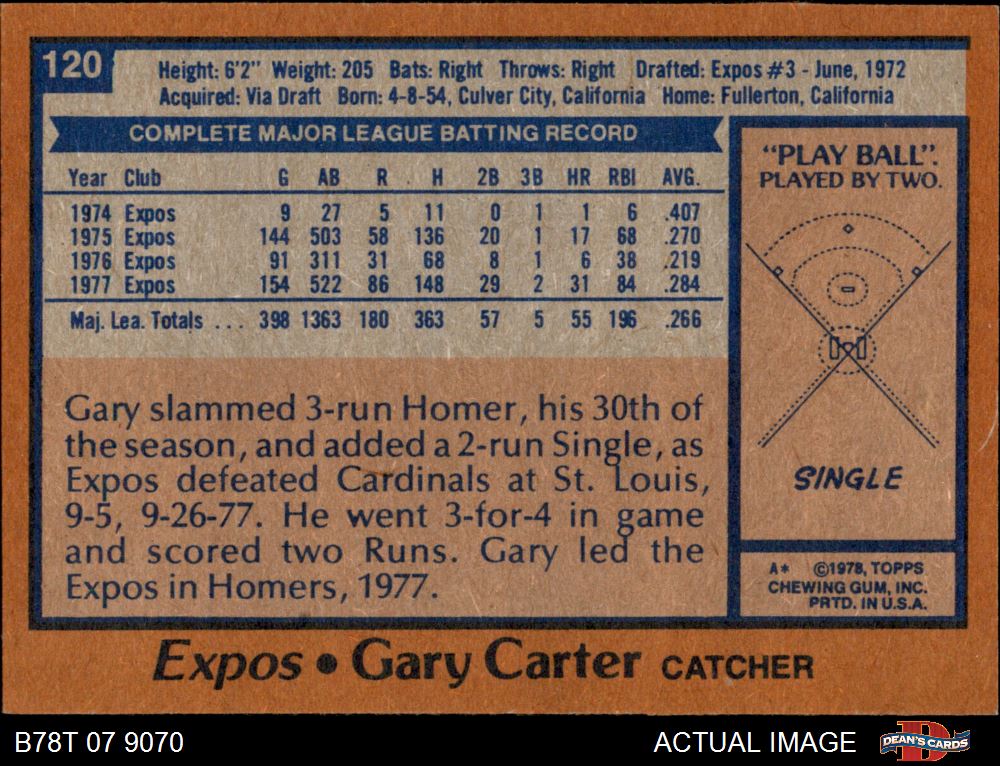 120
Height: 6'2" Weight: 205 Bats: Right Throws: Right Drafted: Expos #3 - June, 1972
Acquired: Via Draft Born: 4-8-54, Culver City, California Home: Fullerton, California
COMPLETE MAJOR LEAGUE BATTING RECORD
Year Club G AB R H 2B 3B HR RBI AVG.
1974 Expos 9 27 5 11 0 1 1 6 .407
1975 Expos 144 503 58 136 20 1 17 68 .270
1976 Expos 91 311 31 68 8 1 6 38 .219
1977 Expos 154 522 86 148 29 2 31 84 .284
Maj. Lea. Totals ... 398 1363 180 363 57 5 55 196 .266
Gary slammed 3-run Homer, his 30th of
the season, and added a 2-run Single, as
Expos defeated Cardinals at St. Louis,
9-5, 9-26-77. He went 3-for-4 in game
and scored two Runs. Gary led the
Expos in Homers, 1977.
"PLAY BALL".
PLAYED BY TWO.
SINGLE
A* ©1978, TOPPS
CHEWING GUM, INC.
PRTD. IN U.S.A.
Expos • Gary Carter CATCHER
B78T 07 9070
ACTUAL IMAGE
DEAN'S CARDS